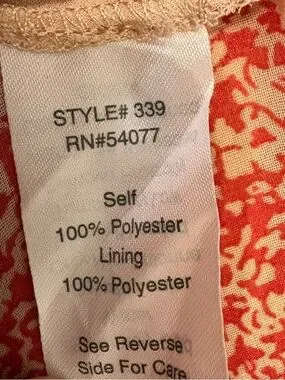 STYLE# 339
RN#54077
Self
100% Polyester
Lining
100% Polyester
See Reverse
Side For Care